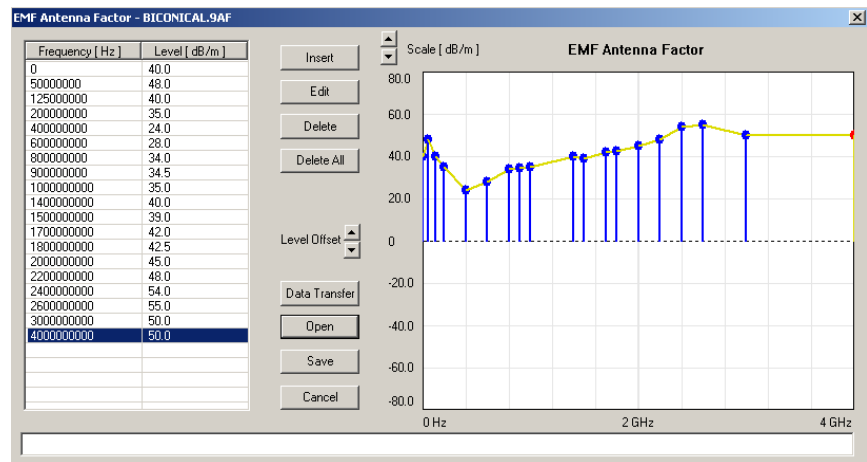 EMF Antenna Factor - BICONICAL.9AF
Frequency [ Hz ] Level [ dB/m ]
0 40.0
50000000 48.0
125000000 40.0
200000000 35.0
400000000 24.0
600000000 28.0
800000000 34.0
900000000 34.5
1000000000 35.0
1400000000 40.0
1500000000 39.0
1700000000 42.0
1800000000 42.5
2000000000 45.0
2200000000 48.0
2400000000 54.0
2600000000 55.0
3000000000 50.0
4000000000 50.0
Insert
Edit
Delete
Delete All
Level Offset
Data Transfer
Open
Save
Cancel
Scale [ dB/m ] EMF Antenna Factor
80.0
60.0
40.0
20.0
0
-20.0
-40.0
-60.0
-80.0
0 Hz 2 GHz 4 GHz